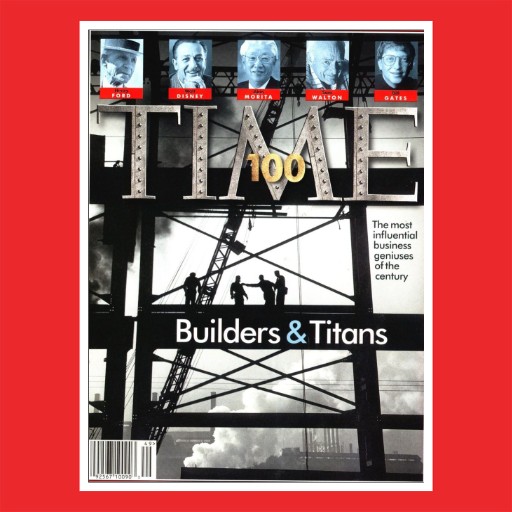 FORD
DISNEY
MORITA
WALTON
GATES
TIME
100
The most
influential
business
geniuses
of the
century
Builders & Titans